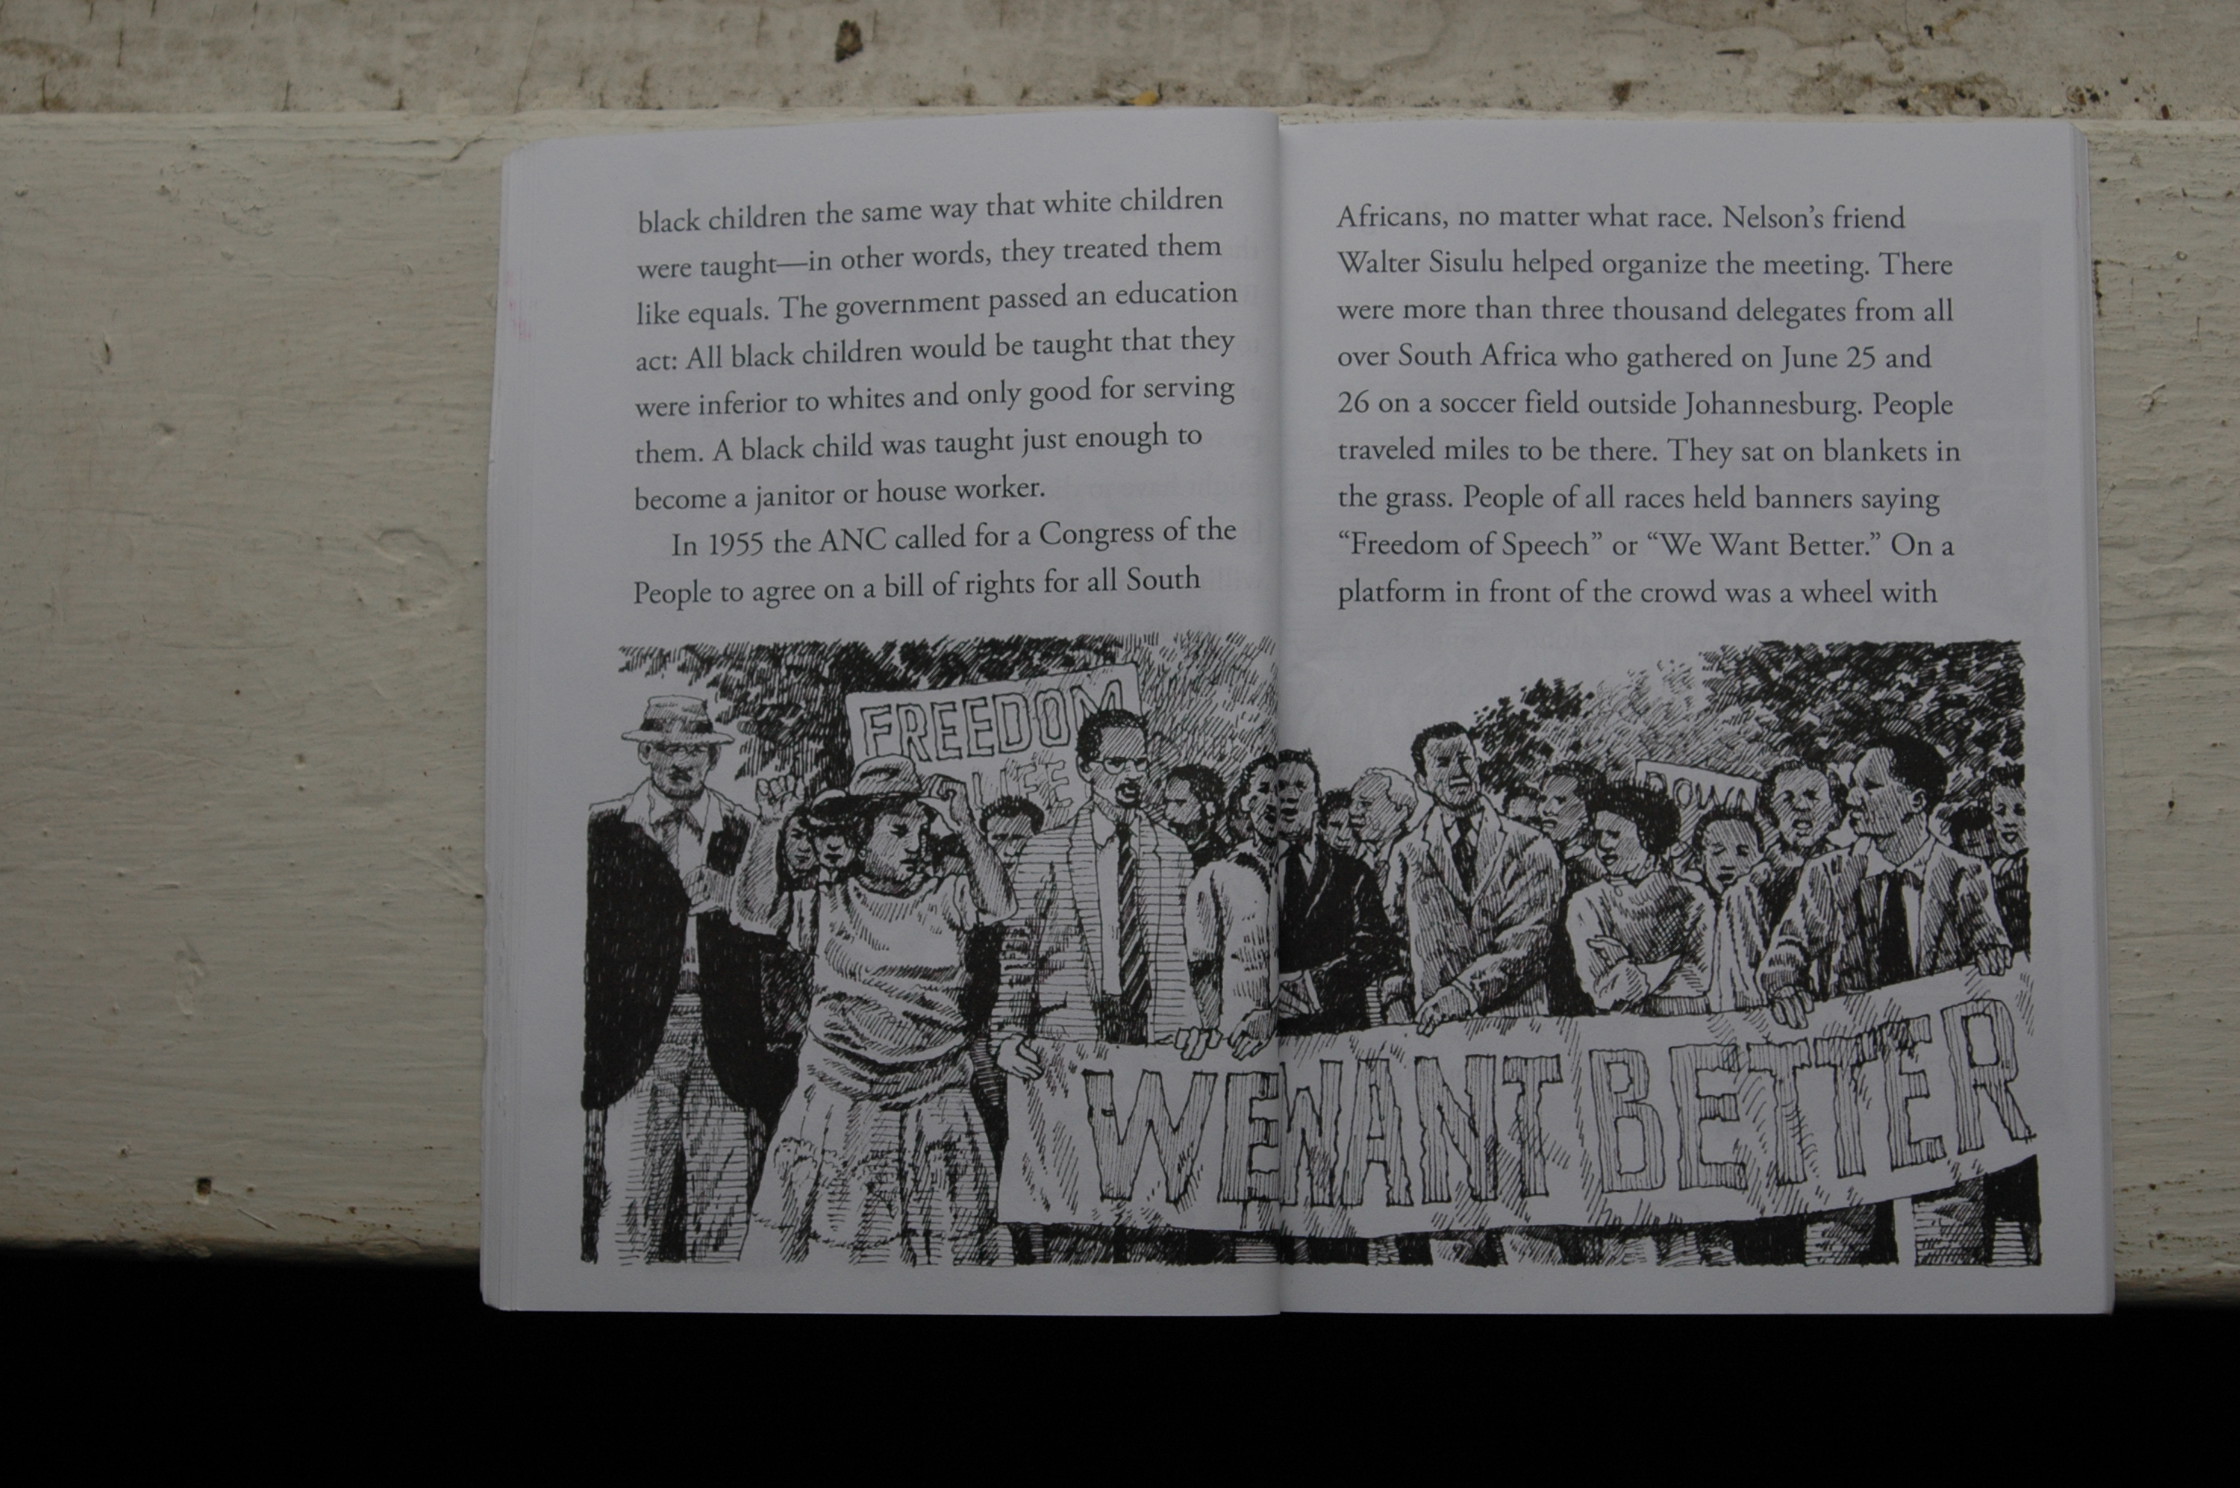 black children the same way that white children
were taught—in other words, they treated them
like equals. The government passed an education
act: All black children would be taught that they
were inferior to whites and only good for serving
them. A black child was taught just enough to
become a janitor or house worker.
In 1955 the ANC called for a Congress of the
People to agree on a bill of rights for all South
FREEDOM
LIFE
Africans, no matter what race. Nelson’s friend
Walter Sisulu helped organize the meeting. There
were more than three thousand delegates from all
over South Africa who gathered on June 25 and
26 on a soccer field outside Johannesburg. People
traveled miles to be there. They sat on blankets in
the grass. People of all races held banners saying
“Freedom of Speech” or “We Want Better.” On a
platform in front of the crowd was a wheel with
DOWN
WE WANT BETTER